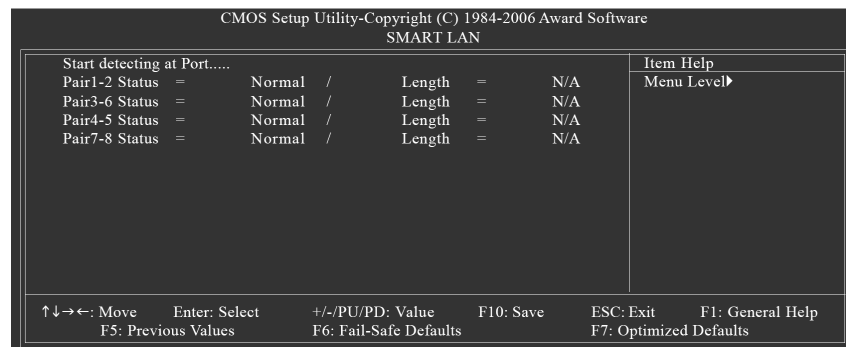 CMOS Setup Utility-Copyright (C) 1984-2006 Award Software
SMART LAN
Start detecting at Port.....
Pair1-2 Status = Normal / Length = N/A
Pair3-6 Status = Normal / Length = N/A
Pair4-5 Status = Normal / Length = N/A
Pair7-8 Status = Normal / Length = N/A
Item Help
Menu Level▶
↑↓→←: Move Enter: Select +/-/PU/PD: Value F10: Save ESC: Exit F1: General Help
F5: Previous Values F6: Fail-Safe Defaults F7: Optimized Defaults